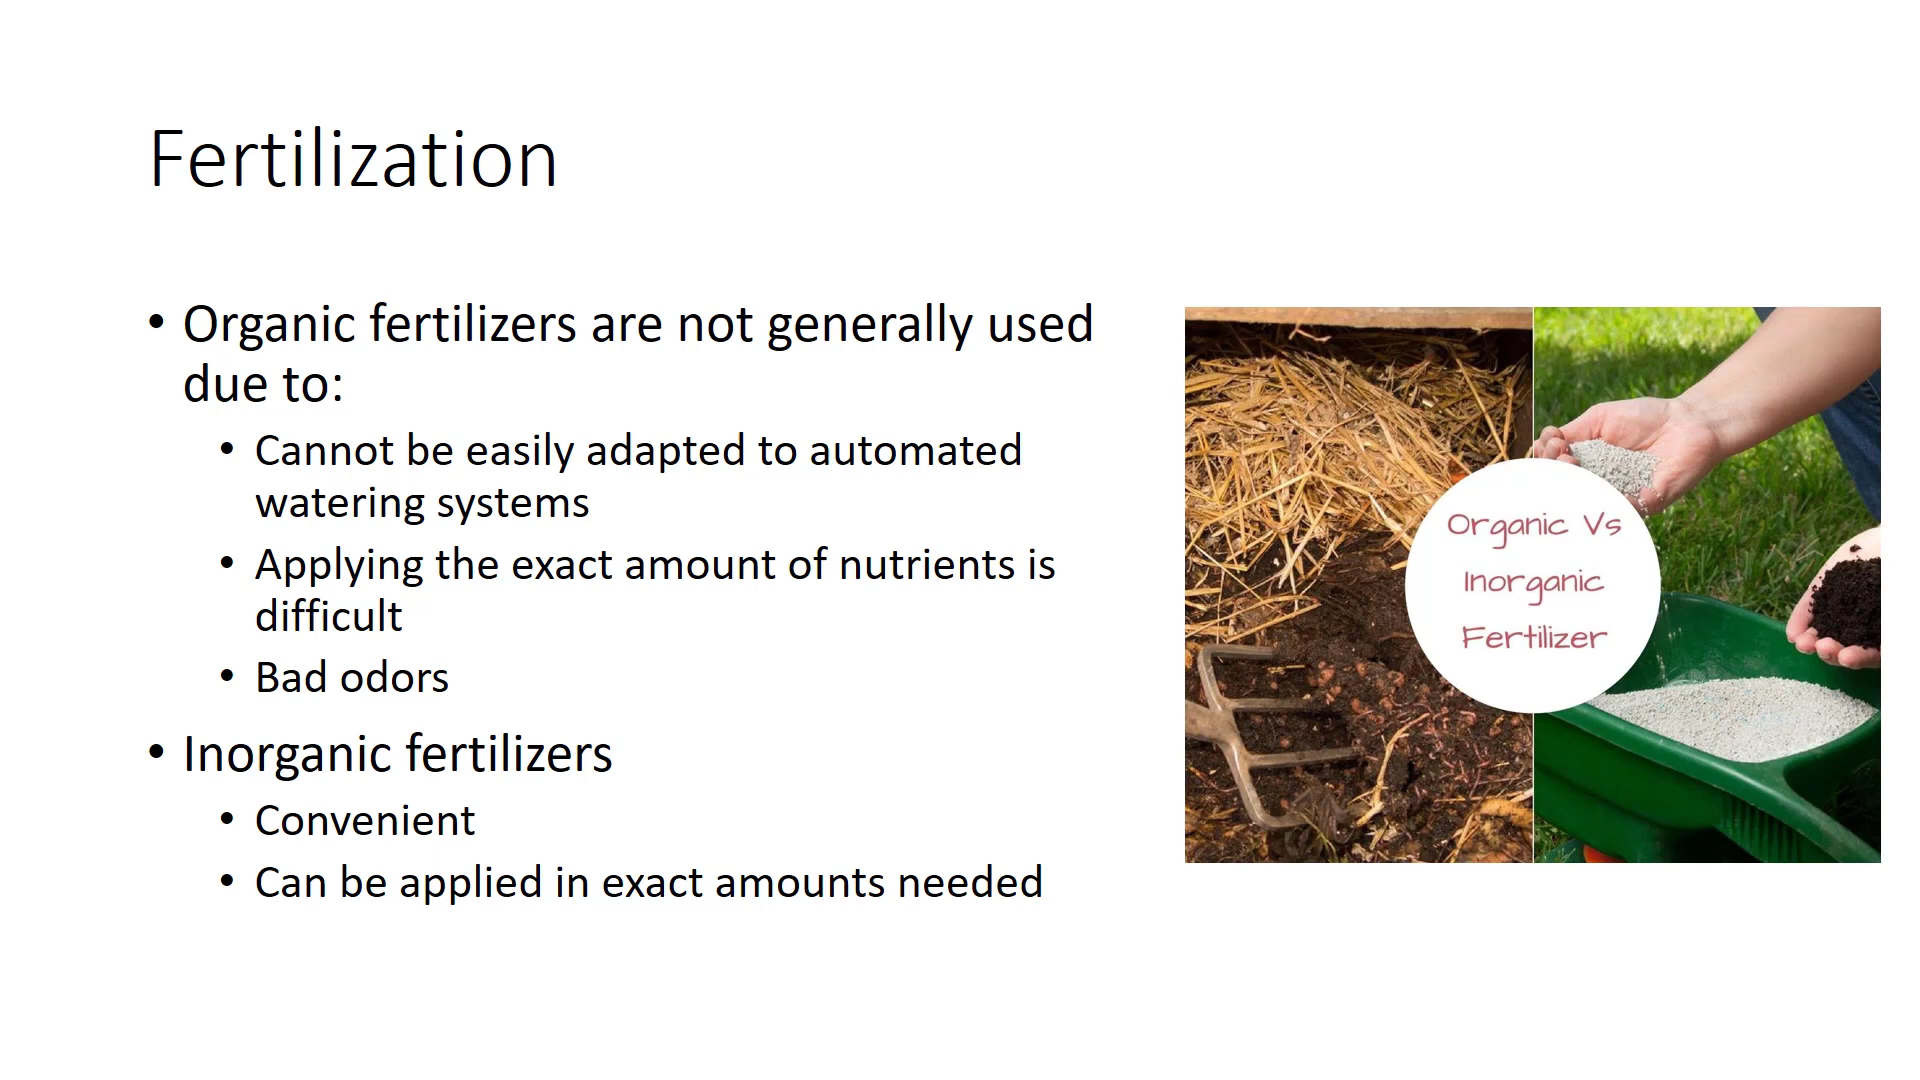 Fertilization
• Organic fertilizers are not generally used
due to:
• Cannot be easily adapted to automated
watering systems
• Applying the exact amount of nutrients is
difficult
• Bad odors
• Inorganic fertilizers
• Convenient
• Can be applied in exact amounts needed
Organic Vs
Inorganic
Fertilizer